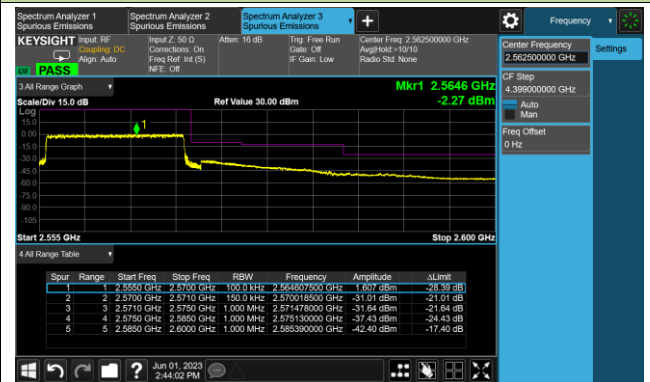 Spectrum Analyzer 1
Spurious Emissions
Spectrum Analyzer 2
Spurious Emissions
Spectrum Analyzer 3
Spurious Emissions
Frequency
KEYSIGHT
Input: RF
Coupling: DC
Align: Auto
Input Z: 50 Ω
Corrections: On
Freq Ref: Int (S)
NFE: Off
Atten: 16 dB
Trig: Free Run
Gate: Off
IF Gain: Low
Center Freq: 2.562500000 GHz
Avg|Hold:>10/10
Radio Std: None
LXI
PASS
Center Frequency
2.562500000 GHz
Settings
CF Step
4.399000000 GHz
Auto
Man
Freq Offset
0 Hz
3 All Range Graph
Mkr1 2.5646 GHz
Scale/Div 15.0 dB
Ref Value 30.00 dBm
-2.27 dBm
Log
15.0
0.00
-15.0
-30.0
-45.0
-60.0
-75.0
-90.0
-105
1
Start 2.555 GHz
Stop 2.600 GHz
4 All Range Table
Spur Range Start Freq Stop Freq RBW Frequency Amplitude ΔLimit
1 1 2.5550 GHz 2.5700 GHz 100.0 kHz 2.564607500 GHz 1.607 dBm -28.39 dB
2 2 2.5700 GHz 2.5710 GHz 150.0 kHz 2.570018500 GHz -31.01 dBm -21.01 dB
3 3 2.5710 GHz 2.5750 GHz 1.000 MHz 2.571478000 GHz -31.64 dBm -21.64 dB
4 4 2.5750 GHz 2.5850 GHz 1.000 MHz 2.575130000 GHz -37.43 dBm -24.43 dB
5 5 2.5850 GHz 2.6000 GHz 1.000 MHz 2.585390000 GHz -42.40 dBm -17.40 dB
Jun 01, 2023
2:44:02 PM